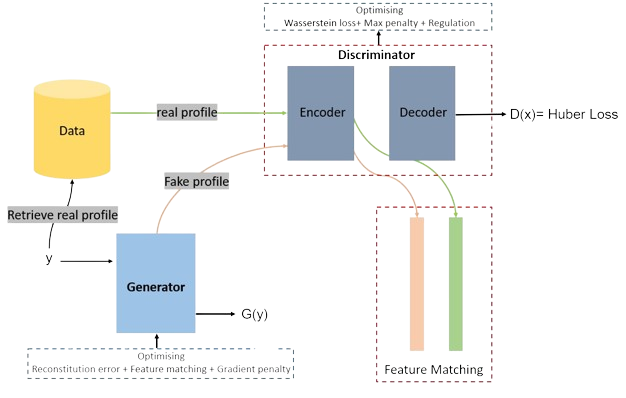 Optimising
Wasserstein loss+ Max penalty + Regulation
Discriminator
Encoder
Decoder
D(x)= Huber Loss
Data
real profile
Fake profile
Retrieve real profile
y
Generator
G(y)
Optimising
Reconstitution error + Feature matching + Gradient penalty
Feature Matching